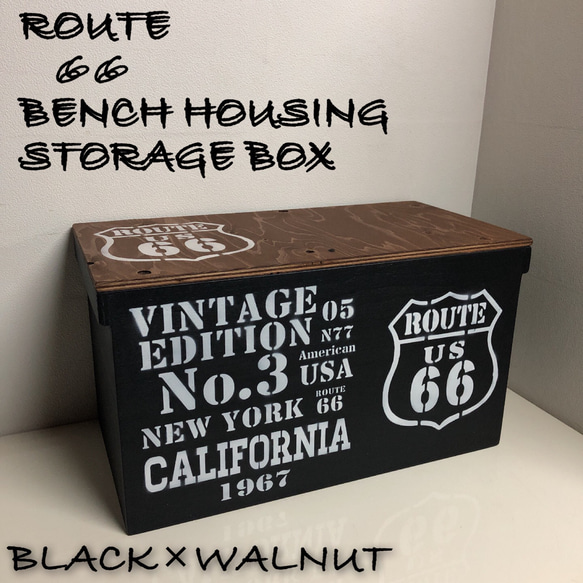 ROUTE
66
BENCH HOUSING
STORAGE BOX
ROUTE
US
66
VINTAGE 05
EDITION N77
No.3 American
USA
NEW YORK ROUTE
66
CALIFORNIA
1967
ROUTE
US
66
BLACK×WALNUT